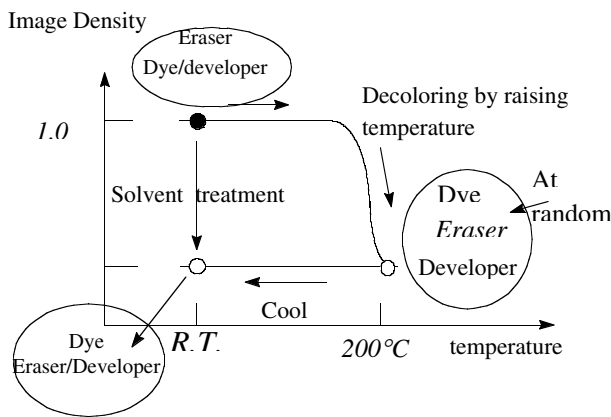 Image Density
Eraser
Dye/developer
Decoloring by raising
temperature
1.0
Solvent treatment
Dye
Eraser
Developer
At
random
Cool
Dye
Eraser/Developer
R.T.
200°C
temperature